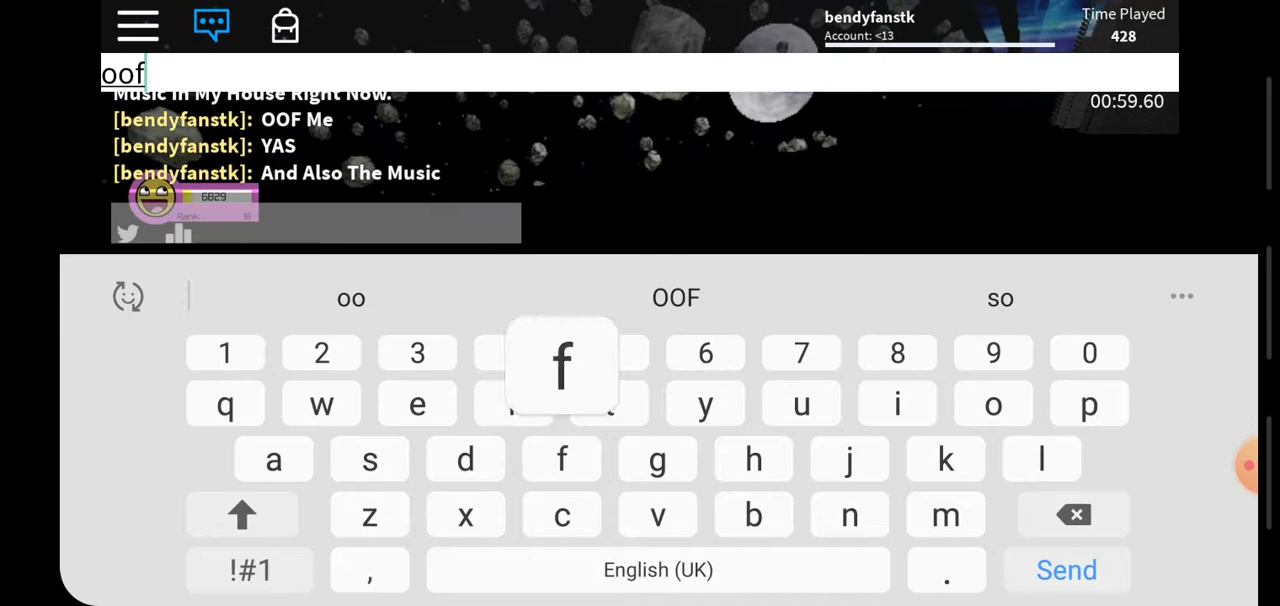 bendyfanstk
Account: <13
Time Played
428
oof
Music In My House Right Now.
00:59.60
[bendyfanstk]: OOF Me
[bendyfanstk]: YAS
[bendyfanstk]: And Also The Music
6829
Rank.. 18
oo OOF so
f
1 2 3 6 7 8 9 0
q w e y u i o p
a s d f g h j k l
z x c v b n m
!#1 , English (UK) . Send